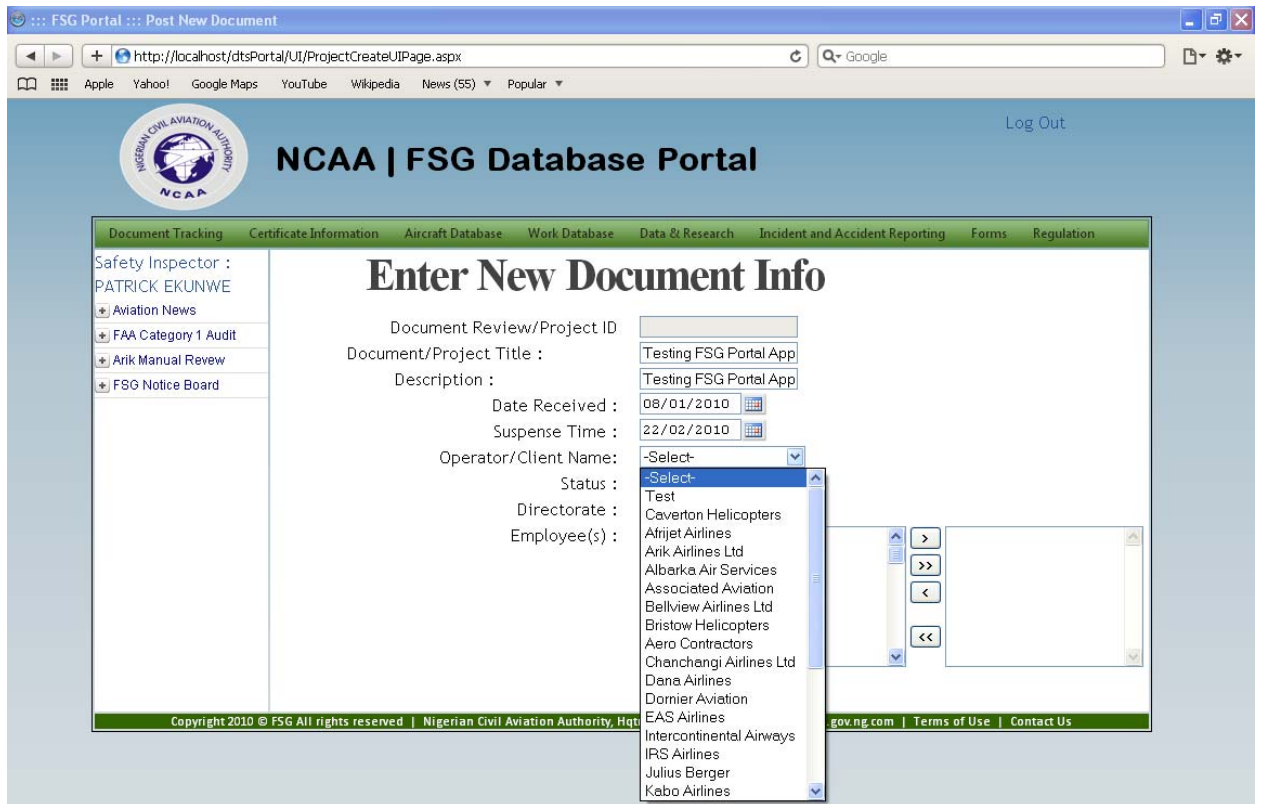 ::: FSG Portal ::: Post New Document
http://localhost/dtsPortal/UI/ProjectCreateUIPage.aspx
Google
Apple Yahoo! Google Maps YouTube Wikipedia News (55) Popular
Log Out
NIGERIAN CIVIL AVIATION AUTHORITY
NCAA
NCAA | FSG Database Portal
Document Tracking Certificate Information Aircraft Database Work Database Data & Research Incident and Accident Reporting Forms Regulation
Safety Inspector :
PATRICK EKUNWE
Aviation News
FAA Category 1 Audit
Arik Manual Revew
FSG Notice Board
Enter New Document Info
Document Review/Project ID
Document/Project Title : Testing FSG Portal App
Description : Testing FSG Portal App
Date Received : 08/01/2010
Suspense Time : 22/02/2010
Operator/Client Name: -Select-
Status :
Directorate :
Employee(s) :
-Select-
Test
Caverton Helicopters
Afrijet Airlines
Arik Airlines Ltd
Albarka Air Services
Associated Aviation
Bellview Airlines Ltd
Bristow Helicopters
Aero Contractors
Chanchangi Airlines Ltd
Dana Airlines
Dornier Aviation
EAS Airlines
Intercontinental Airways
IRS Airlines
Julius Berger
Kabo Airlines
>
>>
<
<<
Copyright 2010 © FSG All rights reserved | Nigerian Civil Aviation Authority, .gov.ng.com | Terms of Use | Contact Us